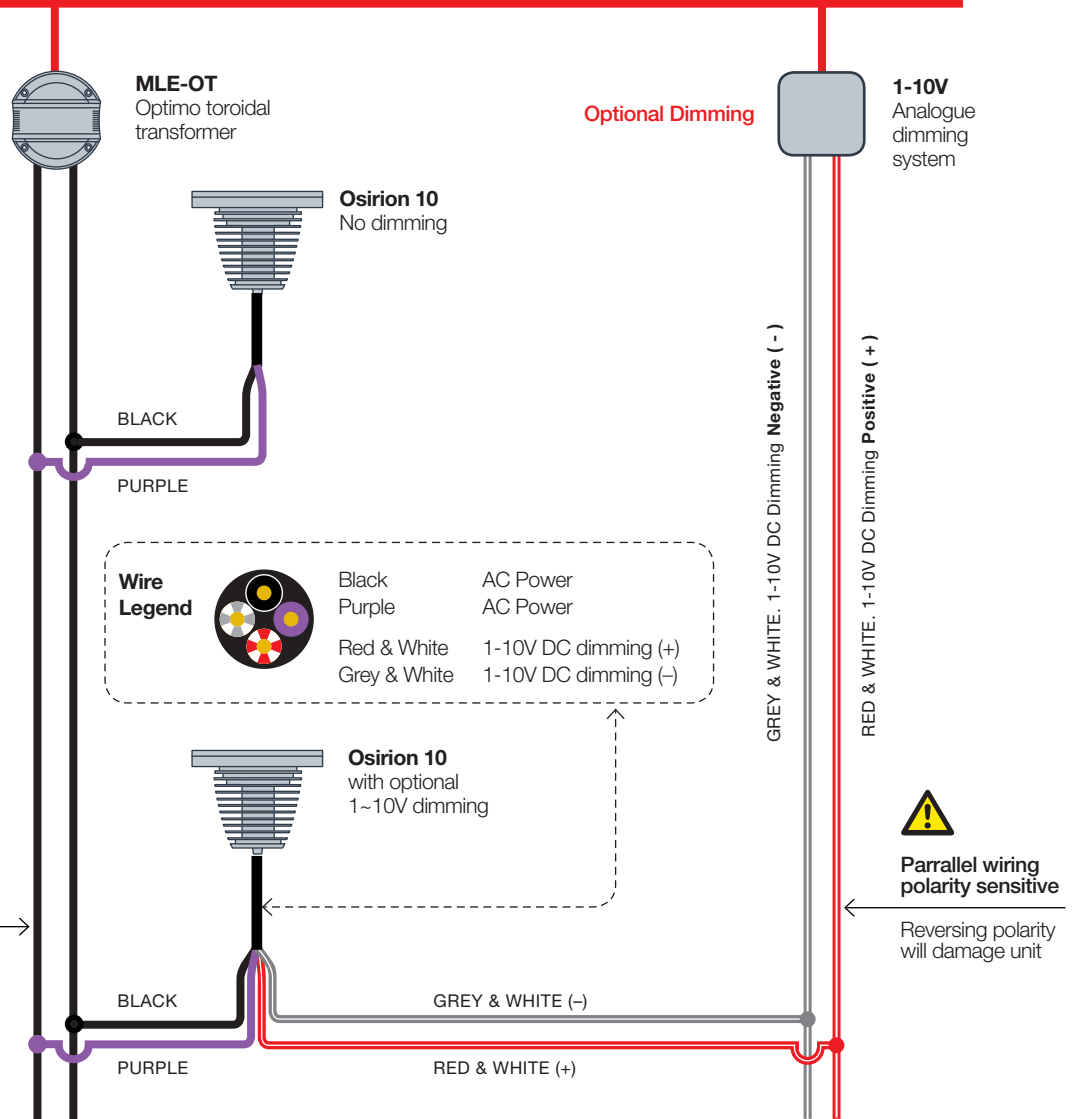 MLE-OT
Optimo toroidal
transformer
Optional Dimming
1-10V
Analogue
dimming
system
Osirion 10
No dimming
BLACK
PURPLE
GREY & WHITE. 1-10V DC Dimming Negative ( - )
RED & WHITE. 1-10V DC Dimming Positive ( + )
Wire
Legend
Black AC Power
Purple AC Power
Red & White 1-10V DC dimming (+)
Grey & White 1-10V DC dimming (–)
Osirion 10
with optional
1~10V dimming
Parrallel wiring
polarity sensitive
Reversing polarity
will damage unit
BLACK
GREY & WHITE (–)
PURPLE
RED & WHITE (+)